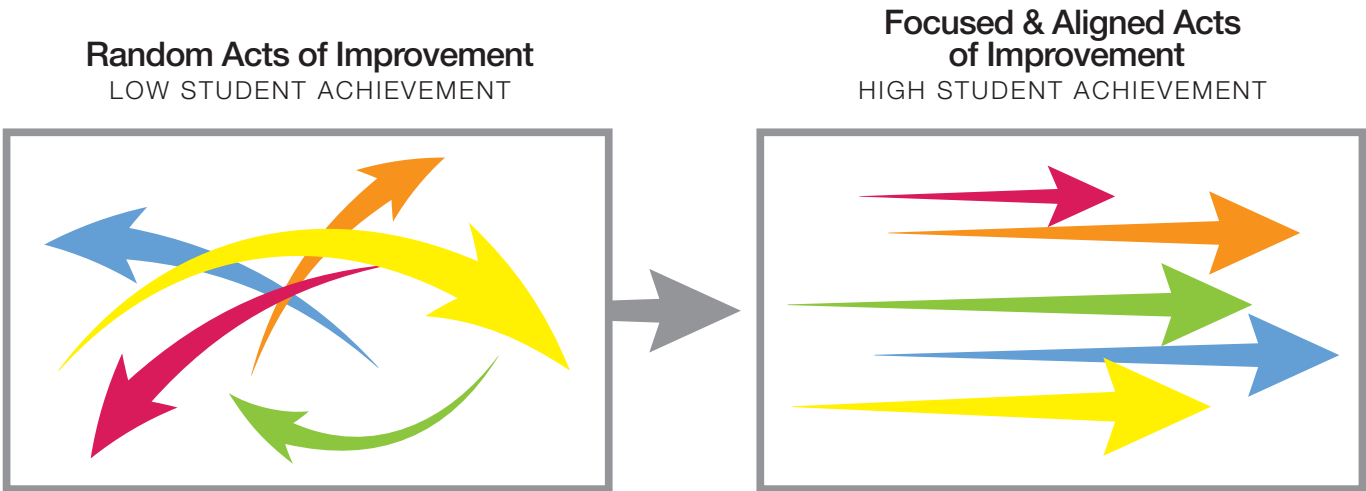 Random Acts of Improvement
LOW STUDENT ACHIEVEMENT
Focused & Aligned Acts
of Improvement
HIGH STUDENT ACHIEVEMENT